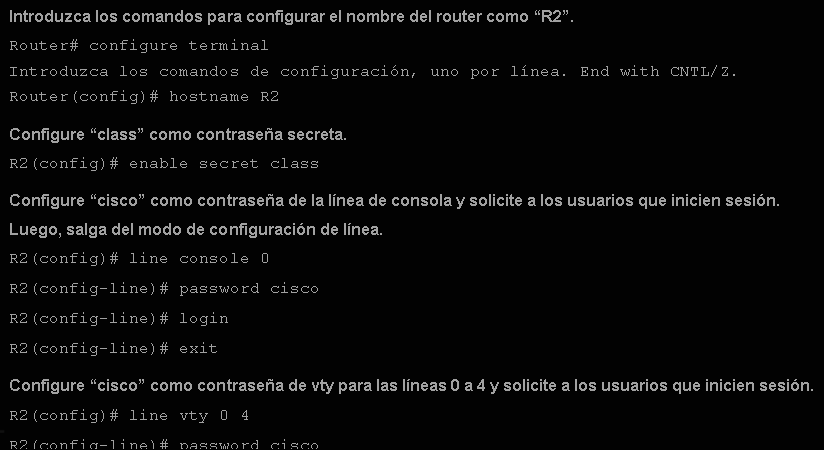 Introduzca los comandos para configurar el nombre del router como “R2”.
Router# configure terminal
Introduzca los comandos de configuración, uno por línea. End with CNTL/Z.
Router(config)# hostname R2
Configure “class” como contraseña secreta.
R2(config)# enable secret class
Configure “cisco” como contraseña de la línea de consola y solicite a los usuarios que inicien sesión.
Luego, salga del modo de configuración de línea.
R2(config)# line console 0
R2(config-line)# password cisco
R2(config-line)# login
R2(config-line)# exit
Configure “cisco” como contraseña de vty para las líneas 0 a 4 y solicite a los usuarios que inicien sesión.
R2(config)# line vty 0 4
R2(config-line)# password cisco